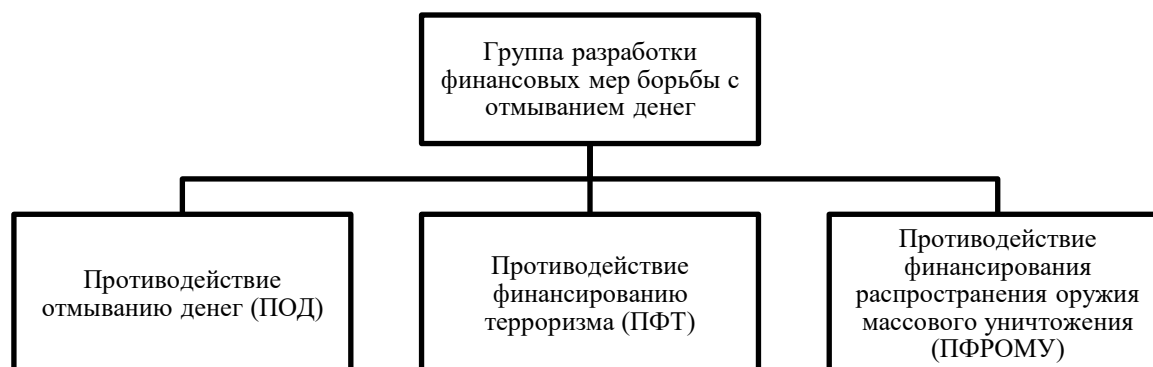 Группа разработки
финансовых мер борьбы с
отмыванием денег
Противодействие
отмыванию денег (ПОД)
Противодействие
финансированию
терроризма (ПФТ)
Противодействие
финансирования
распространения оружия
массового уничтожения
(ПФРОМУ)